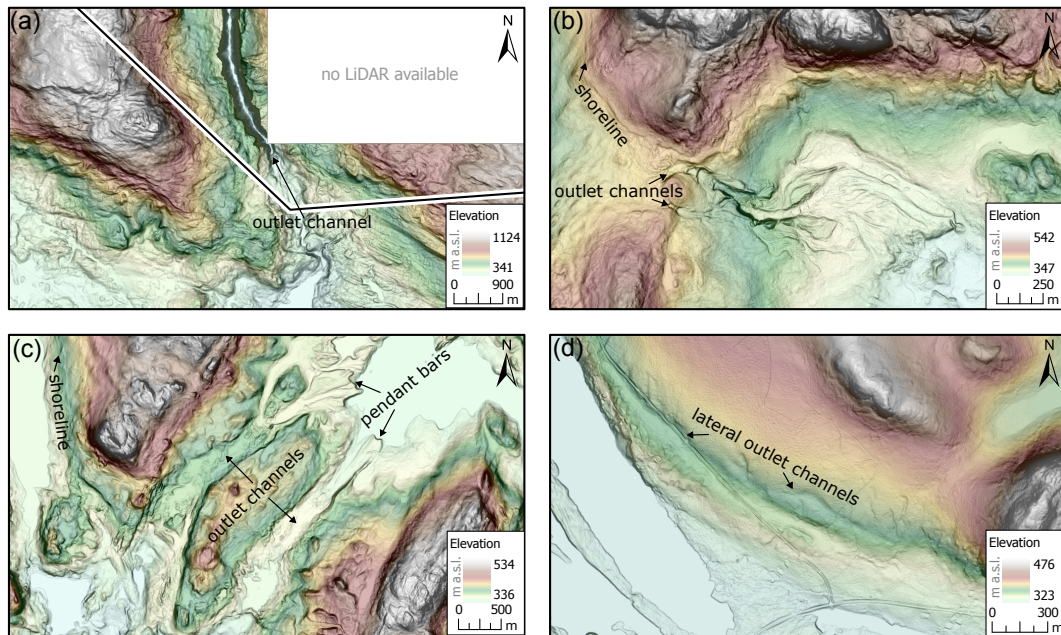 (a)
N
no LiDAR available
outlet channel
Elevation
m a.s.l.
1124
341
0 900
m
(b)
N
shoreline
outlet channels
Elevation
m a.s.l.
542
347
0 250
m
(c)
N
shoreline
pendant bars
outlet channels
Elevation
m a.s.l.
534
336
0 500
m
(d)
N
lateral outlet channels
Elevation
m a.s.l.
476
323
0 300
m